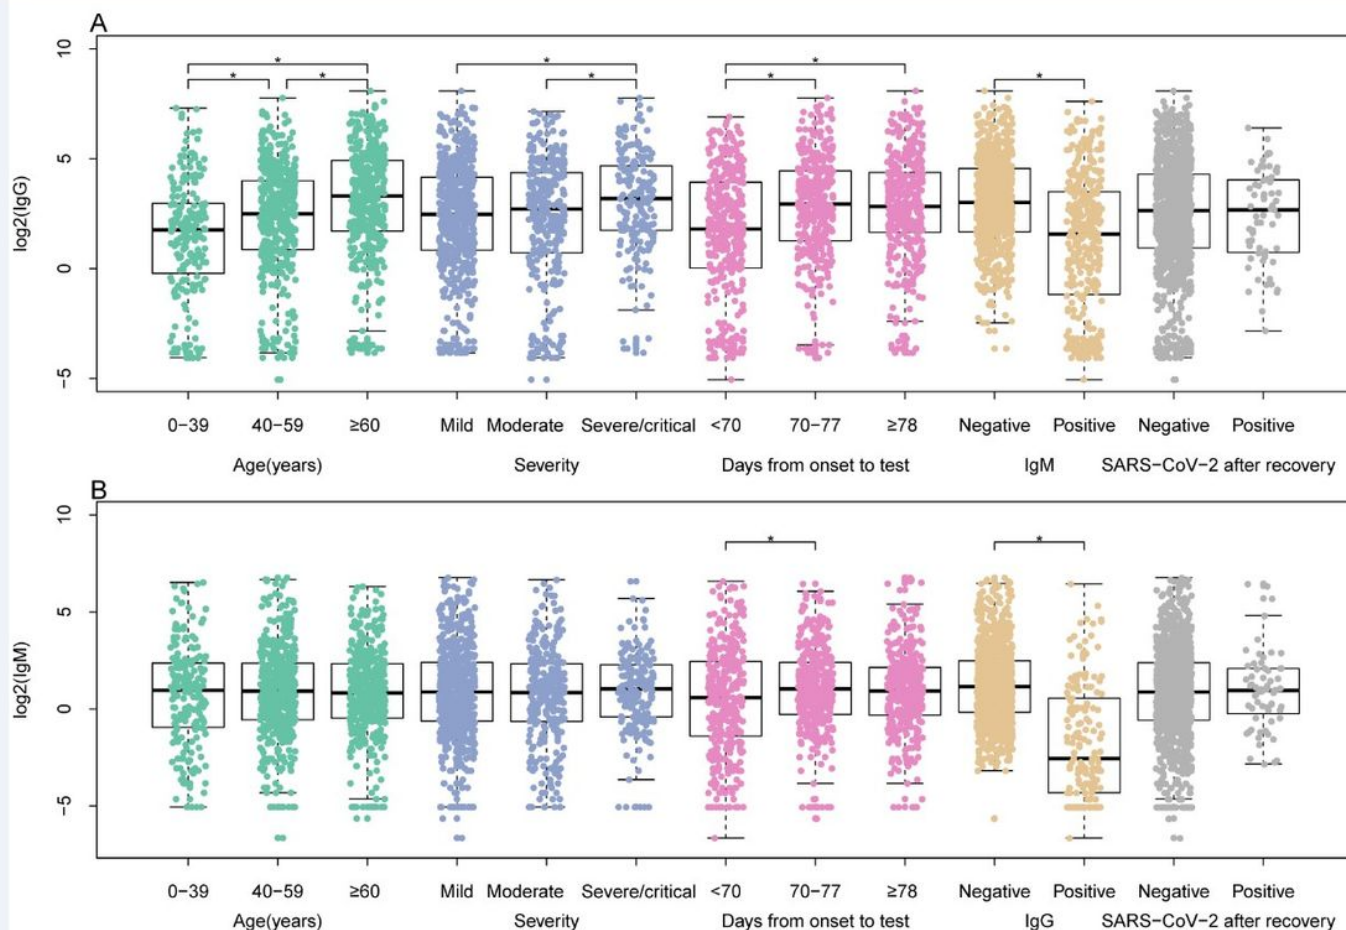 A
10
5
0
−5
log2(IgG)
* * * * * * * *
0−39 40−59 ≥60 Mild Moderate Severe/critical <70 70−77 ≥78 Negative Positive Negative Positive
Age(years) Severity Days from onset to test IgM SARS−CoV−2 after recovery
B
10
5
0
−5
log2(IgM)
* *
0−39 40−59 ≥60 Mild Moderate Severe/critical <70 70−77 ≥78 Negative Positive Negative Positive
Age(years) Severity Days from onset to test IgG SARS−CoV−2 after recovery